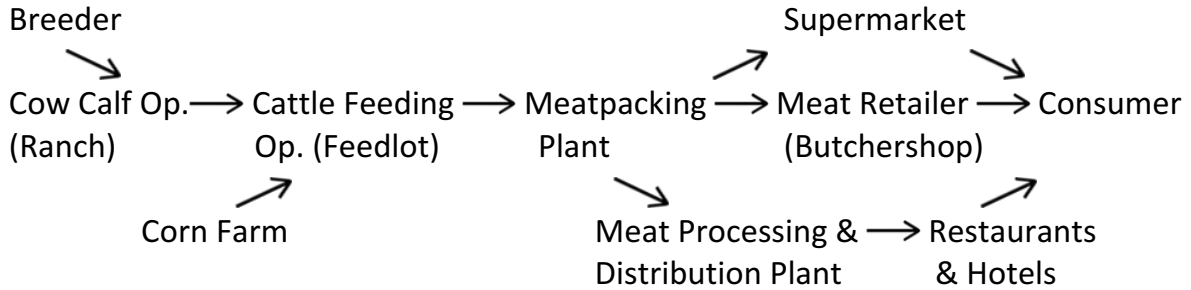 Breeder
Supermarket
Cow Calf Op.
(Ranch)
Cattle Feeding
Op. (Feedlot)
Meatpacking
Plant
Meat Retailer
(Butchershop)
Consumer
Corn Farm
Meat Processing &
Distribution Plant
Restaurants
& Hotels